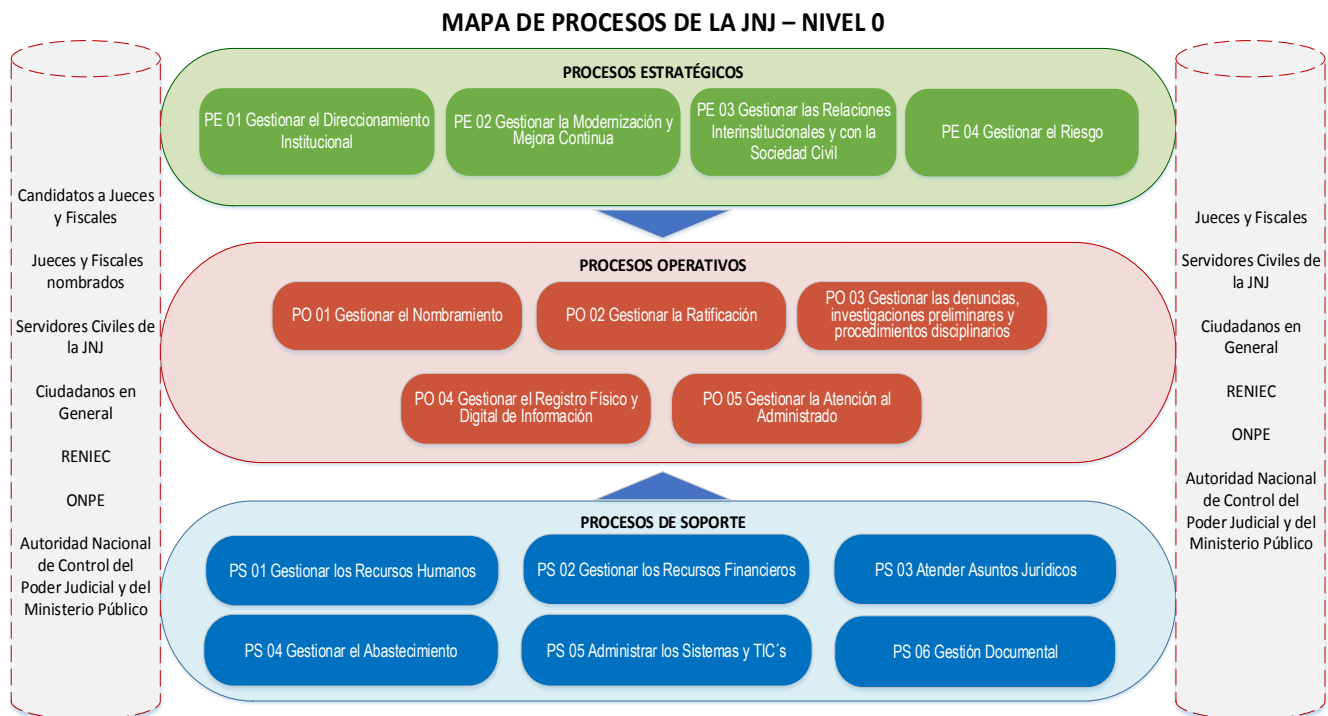 MAPA DE PROCESOS DE LA JNJ – NIVEL 0
Candidatos a Jueces
y Fiscales
Jueces y Fiscales
nombrados
Servidores Civiles de
la JNJ
Ciudadanos en
General
RENIEC
ONPE
Autoridad Nacional
de Control del
Poder Judicial y del
Ministerio Público
PROCESOS ESTRATÉGICOS
PE 01 Gestionar el Direccionamiento
Institucional
PE 02 Gestionar la Modernización y
Mejora Continua
PE 03 Gestionar las Relaciones
Interinstitucionales y con la
Sociedad Civil
PE 04 Gestionar el Riesgo
PROCESOS OPERATIVOS
PO 01 Gestionar el Nombramiento
PO 02 Gestionar la Ratificación
PO 03 Gestionar las denuncias,
investigaciones preliminares y
procedimientos disciplinarios
PO 04 Gestionar el Registro Físico y
Digital de Información
PO 05 Gestionar la Atención al
Administrado
PROCESOS DE SOPORTE
PS 01 Gestionar los Recursos Humanos
PS 02 Gestionar los Recursos Financieros
PS 03 Atender Asuntos Jurídicos
PS 04 Gestionar el Abastecimiento
PS 05 Administrar los Sistemas y TIC´s
PS 06 Gestión Documental
Jueces y Fiscales
Servidores Civiles de
la JNJ
Ciudadanos en
General
RENIEC
ONPE
Autoridad Nacional
de Control del
Poder Judicial y del
Ministerio Público